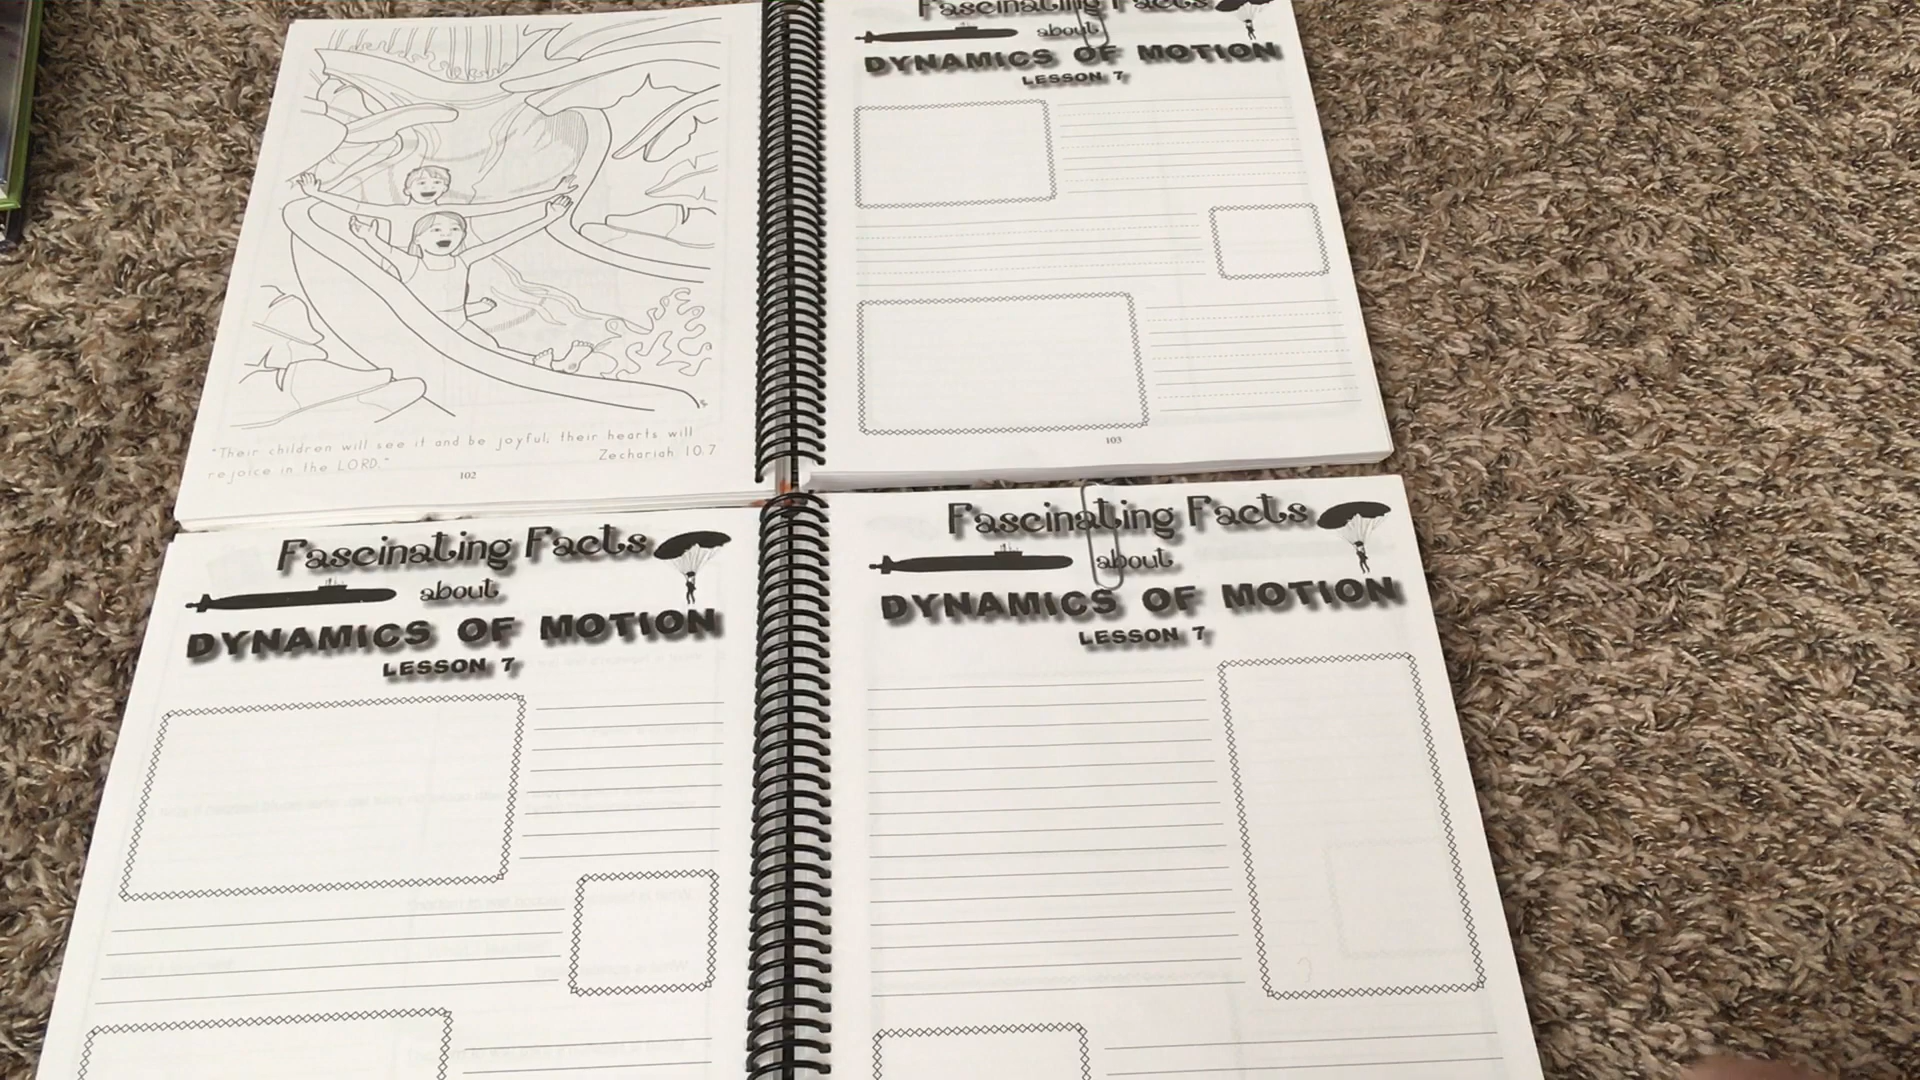 "Their children will see it and be joyful; their hearts will
rejoice in the LORD."
Zechariah 10.7
102
Fascinating Facts
about
DYNAMICS OF MOTION
LESSON 7
103
Fascinating Facts
about
DYNAMICS OF MOTION
LESSON 7
Fascinating Facts
about
DYNAMICS OF MOTION
LESSON 7